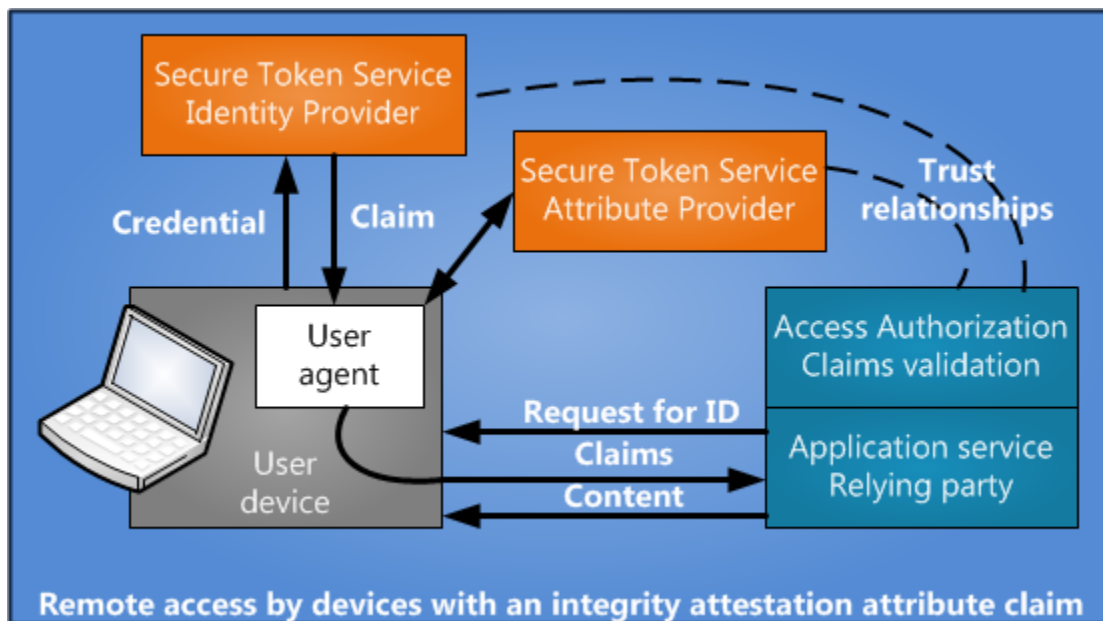 Secure Token Service
Identity Provider
Secure Token Service
Attribute Provider
Trust
relationships
Credential
Claim
User
agent
User
device
Access Authorization
Claims validation
Request for ID
Claims
Content
Application service
Relying party
Remote access by devices with an integrity attestation attribute claim